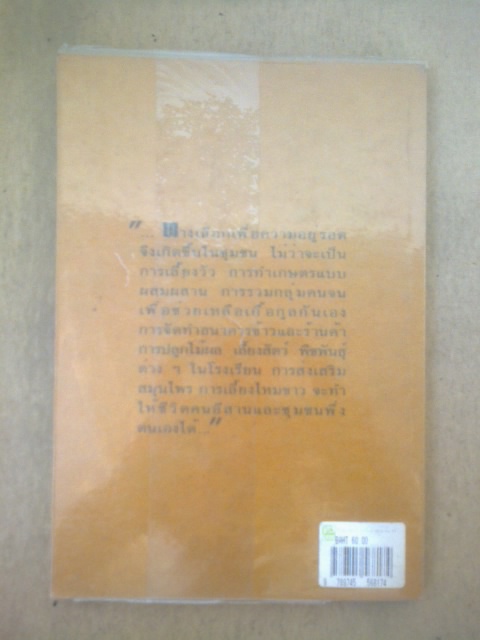 "... ทางเลือกเพื่อความอยู่รอด
จึงเกิดขึ้นในชุมชน ไม่ว่าจะเป็น
การเลี้ยงวัว การทำเกษตรแบบ
ผสมผสาน การรวมกลุ่มคนจน
เพื่อช่วยเหลือเกื้อกูลกันเอง
การจัดทำธนาคารข้าวและร้านค้า
การปลูกไม้ผล เลี้ยงสัตว์ พืชพันธุ์
ต่าง ๆ ในโรงเรียน การส่งเสริม
สมุนไพร การเลี้ยงไหมขาว จะทำ
ให้ชีวิตคนอีสานและชุมชนพึ่ง
ตนเองได้..."
BAHT 60.00
9 789745 560174